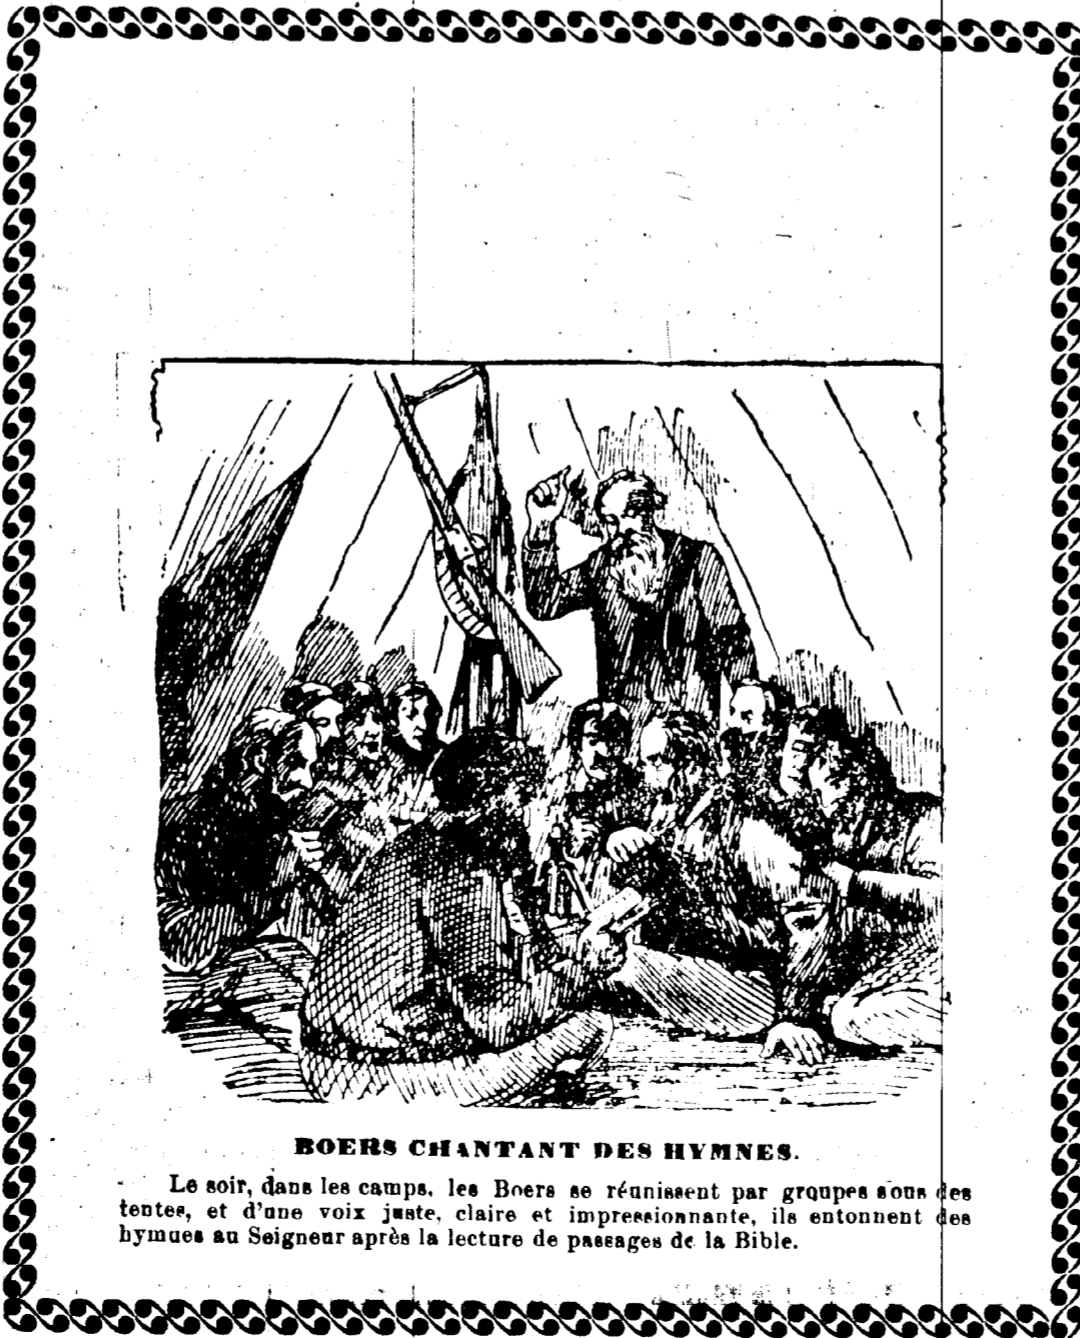 BOERS CHANTANT DES HYMNES.
Le soir, dans les camps, les Boers se réunissent par groupes sous des
tentes, et d'une voix juste, claire et impressionnante, ils entonnent des
hymnes au Seigneur après la lecture de passages de la Bible.